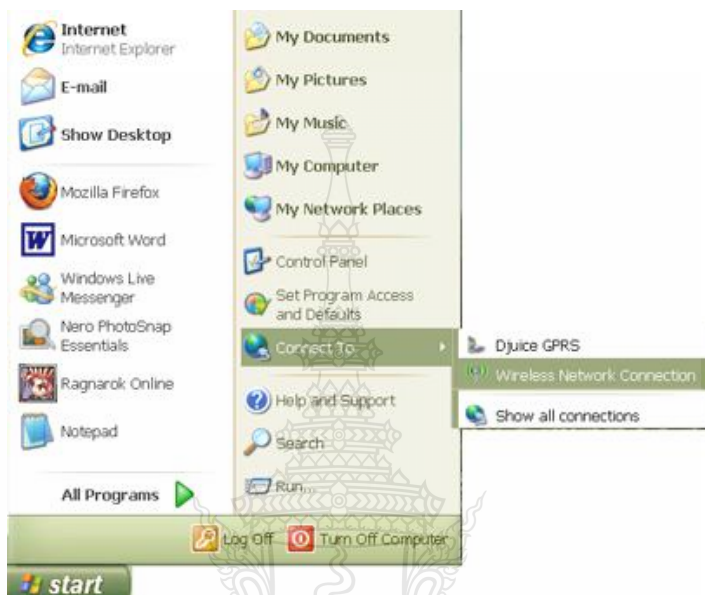 Internet
Internet Explorer
E-mail
Show Desktop
Mozilla Firefox
Microsoft Word
Windows Live
Messenger
Nero PhotoSnap
Essentials
Ragnarok Online
Notepad
All Programs
My Documents
My Pictures
My Music
My Computer
My Network Places
Control Panel
Set Program Access
and Defaults
Connect To
Help and Support
Search
Run...
Djuice GPRS
Wireless Network Connection
Show all connections
Log Off
Turn Off Computer
start